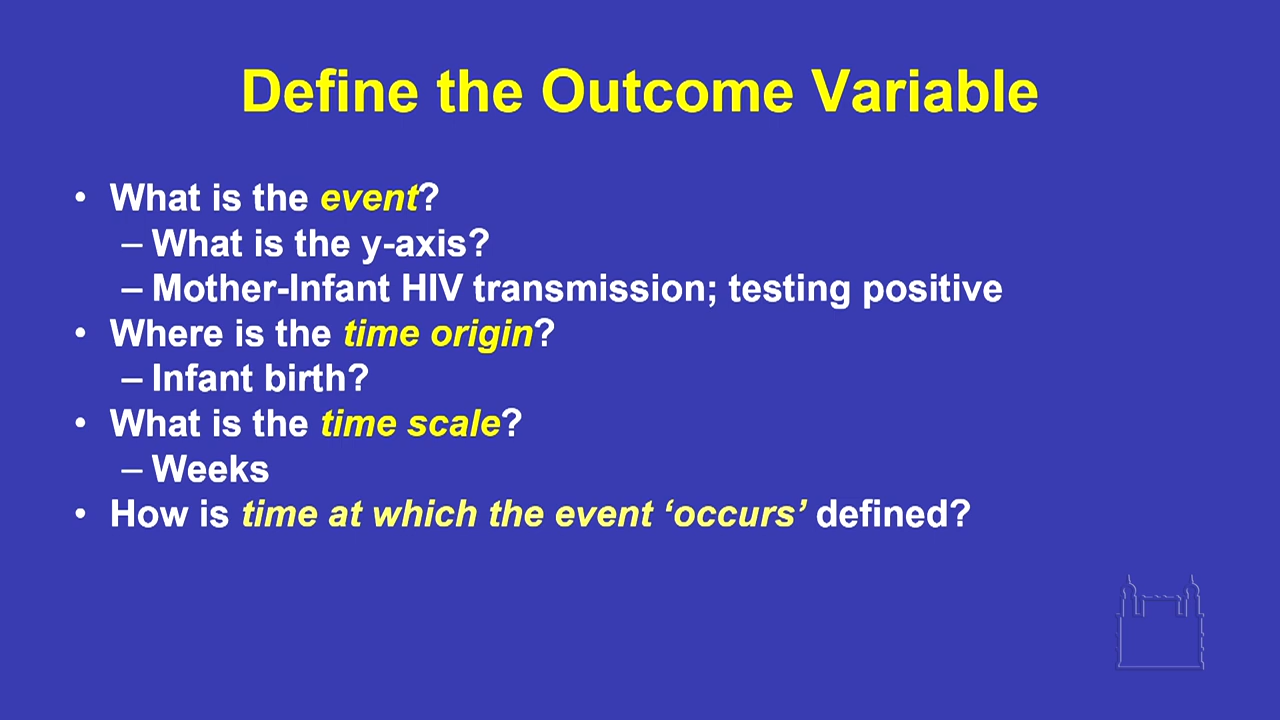 Define the Outcome Variable
• What is the event?
– What is the y-axis?
– Mother-Infant HIV transmission; testing positive
• Where is the time origin?
– Infant birth?
• What is the time scale?
– Weeks
• How is time at which the event ‘occurs’ defined?